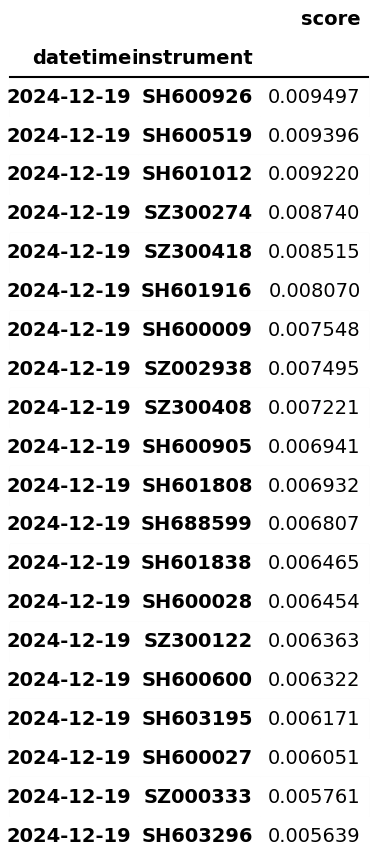 score
datetime instrument
2024-12-19 SH600926 0.009497
2024-12-19 SH600519 0.009396
2024-12-19 SH601012 0.009220
2024-12-19 SZ300274 0.008740
2024-12-19 SZ300418 0.008515
2024-12-19 SH601916 0.008070
2024-12-19 SH600009 0.007548
2024-12-19 SZ002938 0.007495
2024-12-19 SZ300408 0.007221
2024-12-19 SH600905 0.006941
2024-12-19 SH601808 0.006932
2024-12-19 SH688599 0.006807
2024-12-19 SH601838 0.006465
2024-12-19 SH600028 0.006454
2024-12-19 SZ300122 0.006363
2024-12-19 SH600600 0.006322
2024-12-19 SH603195 0.006171
2024-12-19 SH600027 0.006051
2024-12-19 SZ000333 0.005761
2024-12-19 SH603296 0.005639